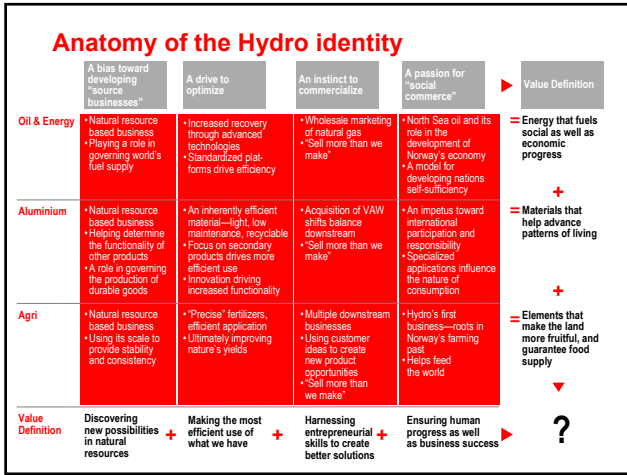 Anatomy of the Hydro identity
A bias toward
developing
“source
businesses”
A drive to
optimize
An instinct to
commercialize
A passion for
“social
commerce”
Value Definition
Oil & Energy
•Natural resource
based business
•Playing a role in
governing world’s
fuel supply
•Increased recovery
through advanced
technologies
•Standardized plat-
forms drive efficiency
•Wholesale marketing
of natural gas
•“Sell more than we
make”
•North Sea oil and its
role in the
development of
Norway’s economy
•A model for
developing nations
self-sufficiency
=Energy that fuels
social as well as
economic
progress
+
Aluminium
•Natural resource
based business
•Helping determine
the functionality of
other products
•A role in governing
the production of
durable goods
•An inherently efficient
material—light, low
maintenance, recyclable
•Focus on secondary
products drives more
efficient use
•Innovation driving
increased functionality
•Acquisition of VAW
shifts balance
downstream
•“Sell more than we
make”
•An impetus toward
international
participation and
responsibility
•Specialized
applications influence
the nature of
consumption
=Materials that
help advance
patterns of living
+
Agri
•Natural resource
based business
•Using its scale to
provide stability
and consistency
•“Precise” fertilizers,
efficient application
•Ultimately improving
nature’s yields
•Multiple downstream
businesses
•Using customer
ideas to create
new product
opportunities
•“Sell more than
we make”
•Hydro’s first
business—roots in
Norway’s farming
past
•Helps feed
the world
=Elements that
make the land
more fruitful, and
guarantee food
supply
Value
Definition
Discovering
new possibilities
in natural
resources
+
Making the most
efficient use of
what we have
+
Harnessing
entrepreneurial
skills to create
better solutions
+
Ensuring human
progress as well
as business success
?